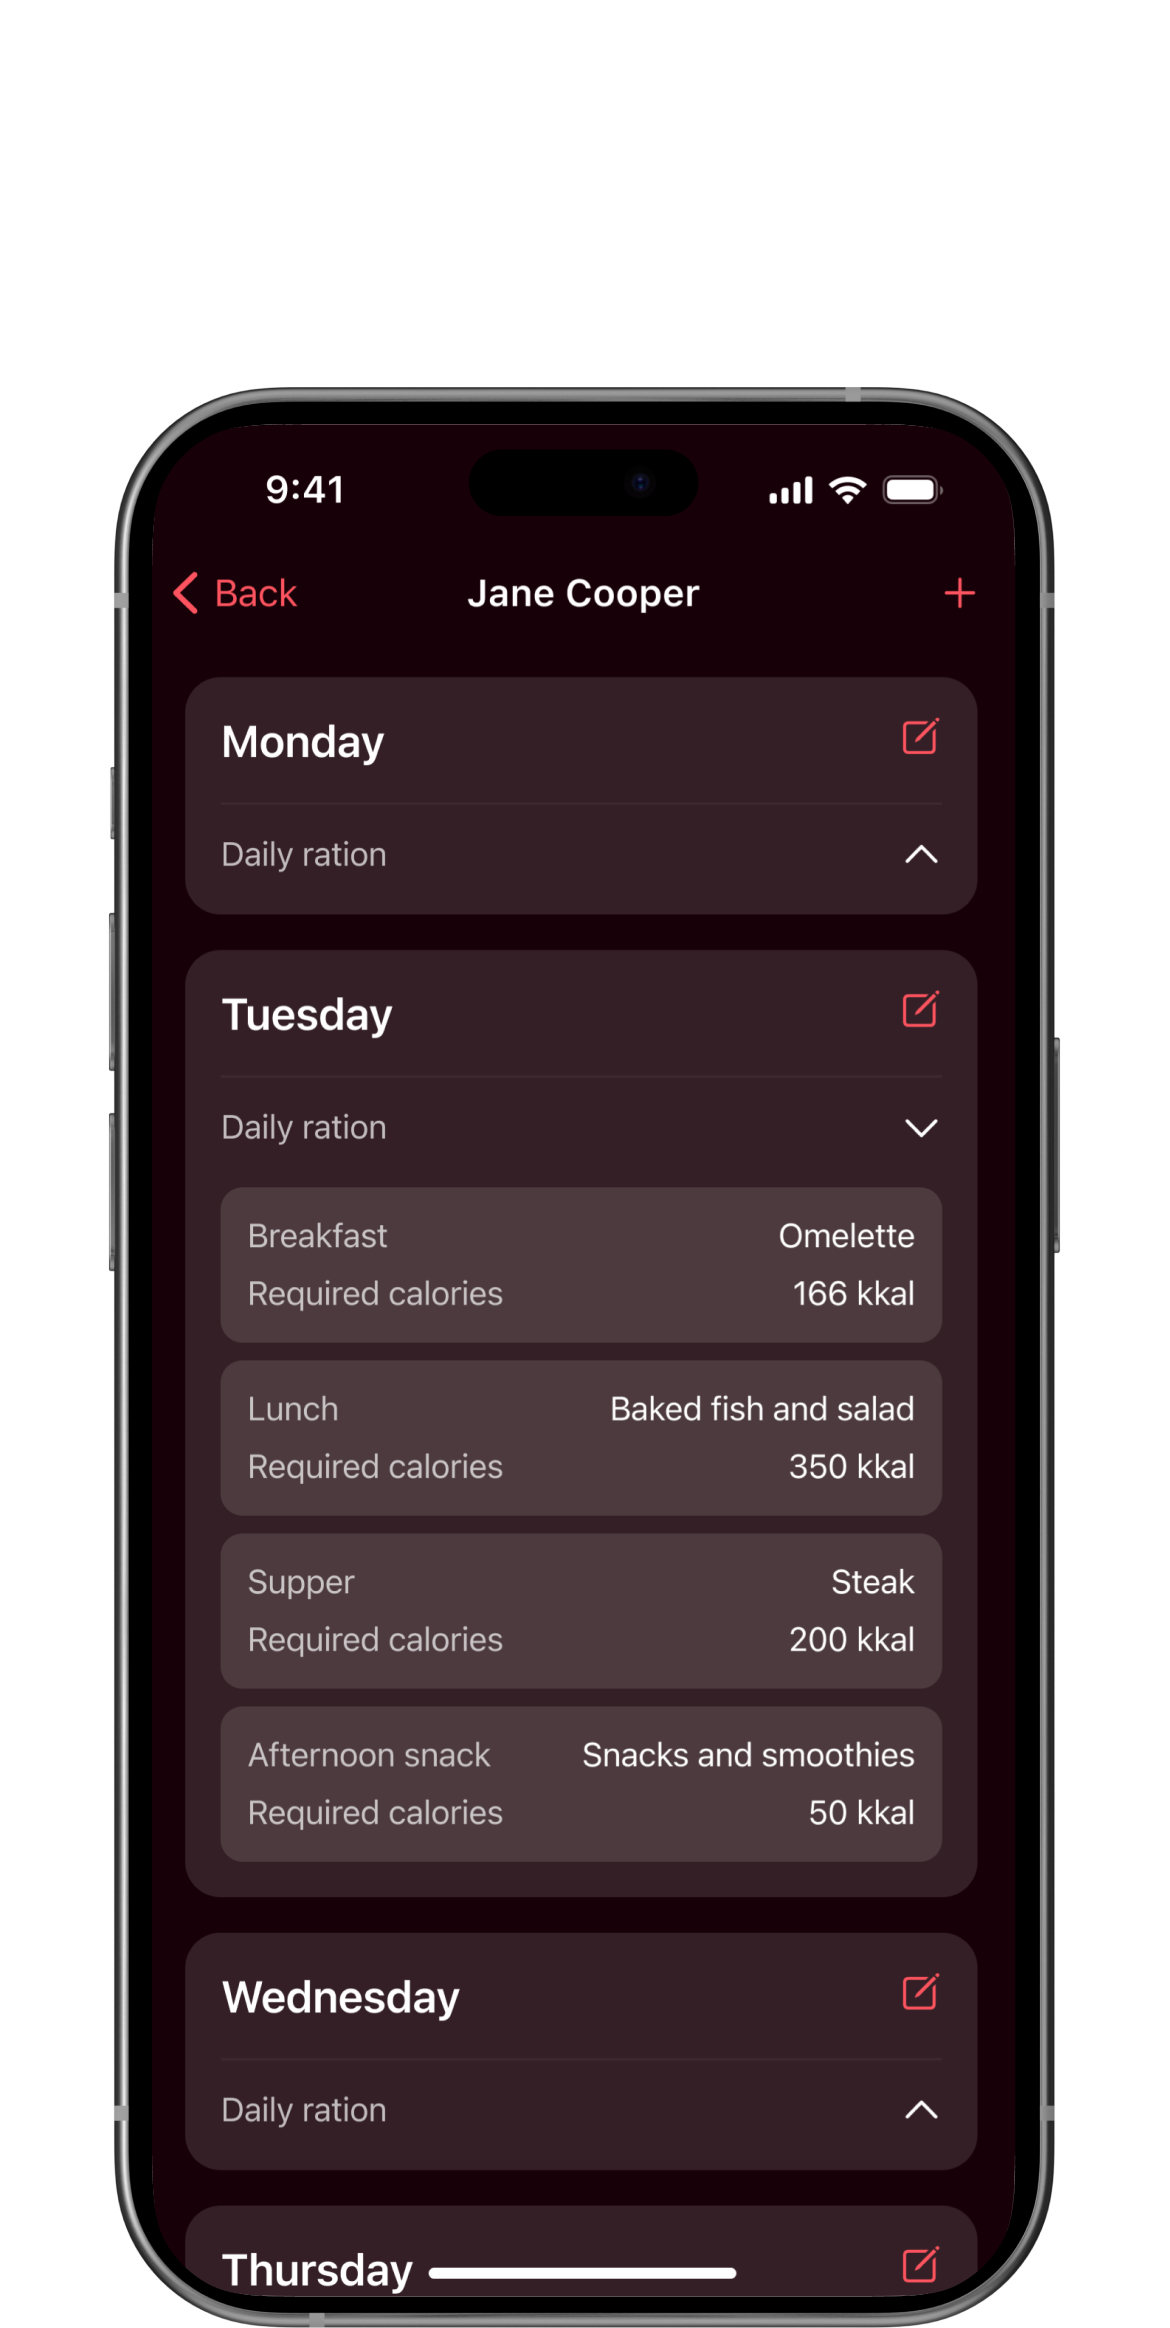 9:41
Back
Jane Cooper
+
Monday
Daily ration
Tuesday
Daily ration
Breakfast
Omelette
Required calories
166 kkal
Lunch
Baked fish and salad
Required calories
350 kkal
Supper
Steak
Required calories
200 kkal
Afternoon snack
Snacks and smoothies
Required calories
50 kkal
Wednesday
Daily ration
Thursday